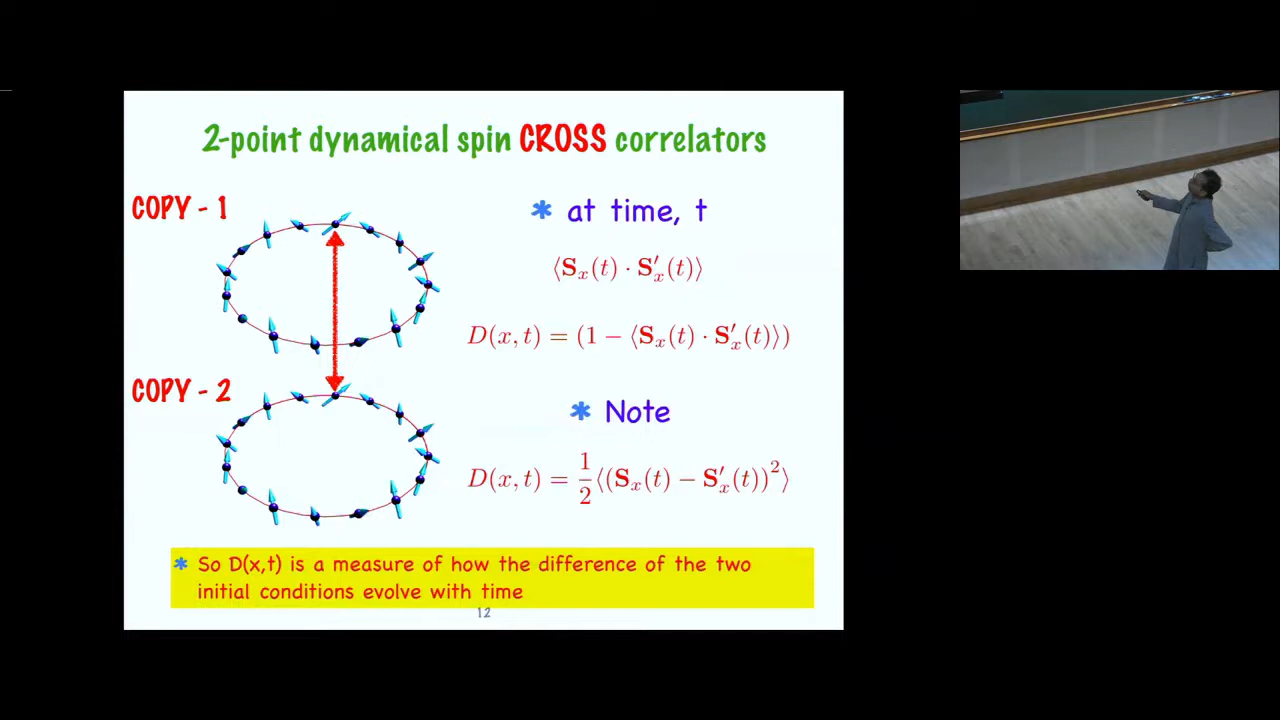 2-point dynamical spin CROSS correlators
COPY - 1
* at time, t
⟨S_x(t) · S'_x(t)⟩
D(x, t) = (1 − ⟨S_x(t) · S'_x(t)⟩)
COPY - 2
* Note
D(x, t) = \frac{1}{2}⟨(S_x(t) − S'_x(t))^2⟩
* So D(x,t) is a measure of how the difference of the two
initial conditions evolve with time
12